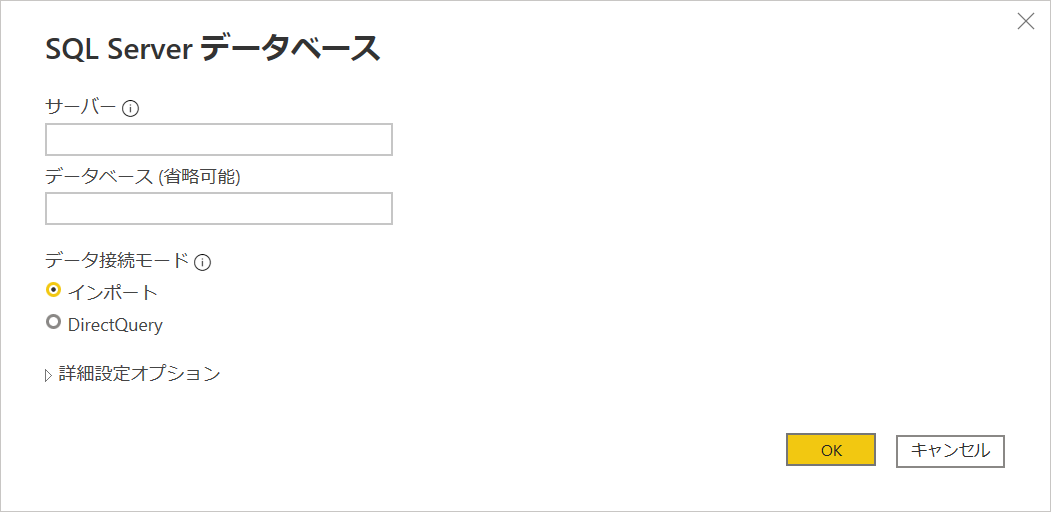 SQL Server データベース
サーバー
データベース (省略可能)
データ接続モード
インポート
DirectQuery
詳細設定オプション
OK
キャンセル